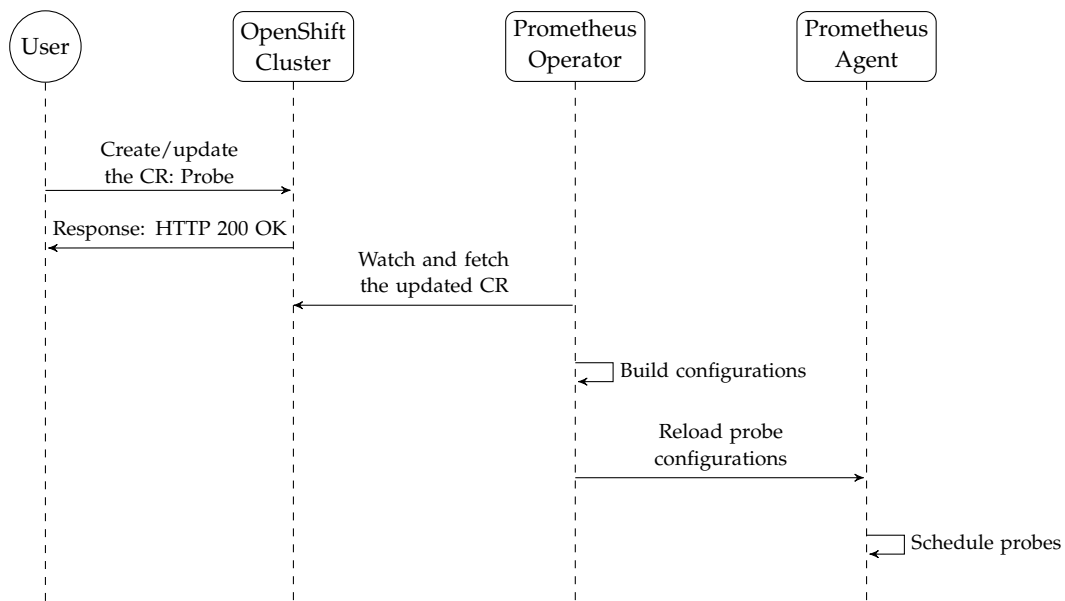 User
OpenShift
Cluster
Prometheus
Operator
Prometheus
Agent
Create/update
the CR: Probe
Response: HTTP 200 OK
Watch and fetch
the updated CR
Build configurations
Reload probe
configurations
Schedule probes